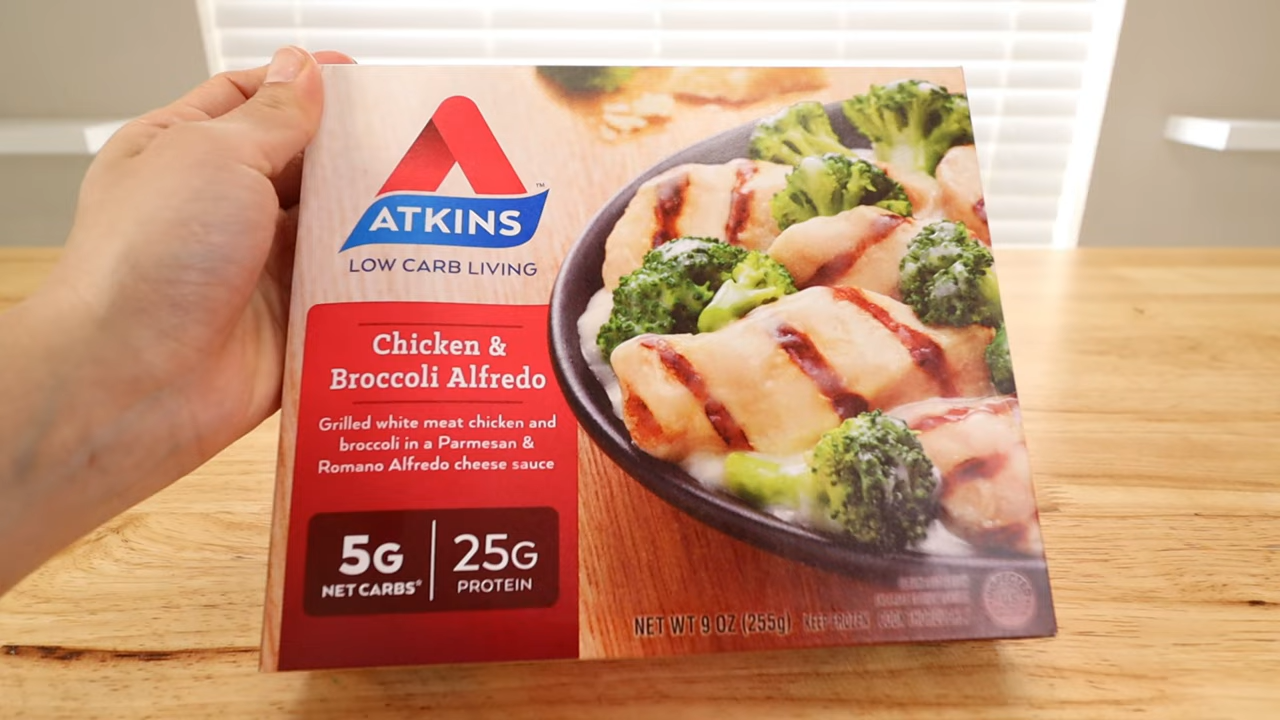 ATKINS™
LOW CARB LIVING
Chicken &
Broccoli Alfredo
Grilled white meat chicken and
broccoli in a Parmesan &
Romano Alfredo cheese sauce
5G
NET CARBS*
25G
PROTEIN
NET WT 9 OZ (255g) KEEP FROZEN